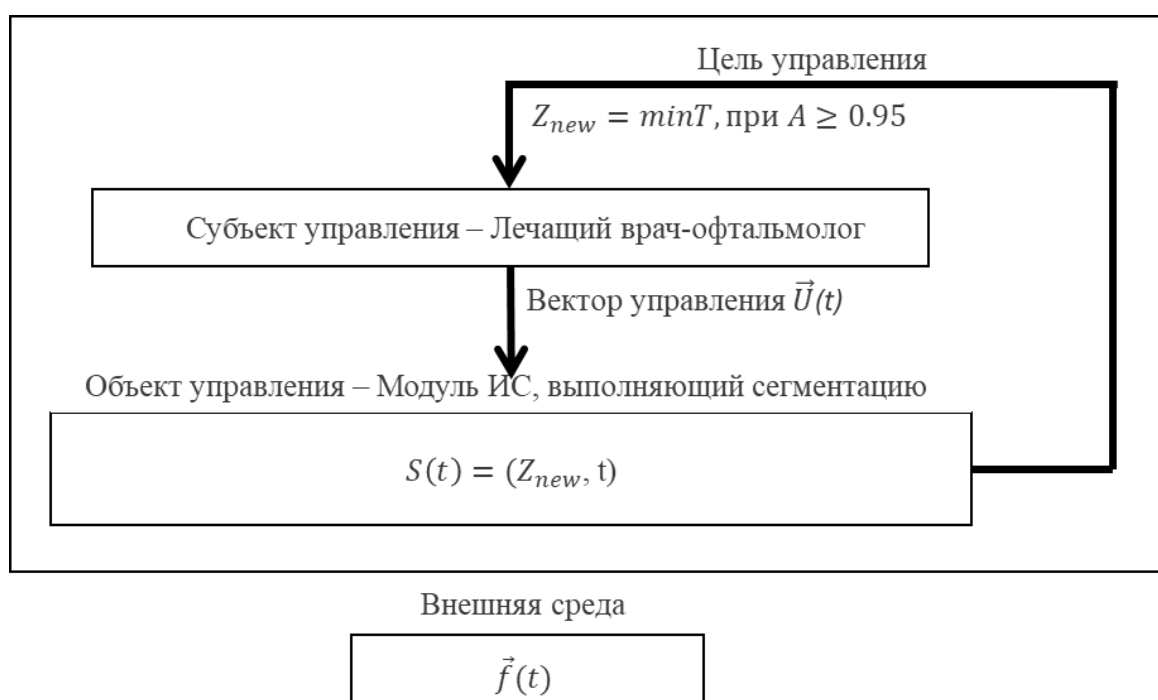 Цель управления
Z_new = minT, при A ≥ 0.95
Субъект управления – Лечащий врач-офтальмолог
Вектор управления U⃗(t)
Объект управления – Модуль ИС, выполняющий сегментацию
S(t) = (Z_new, t)
Внешняя среда
f⃗(t)